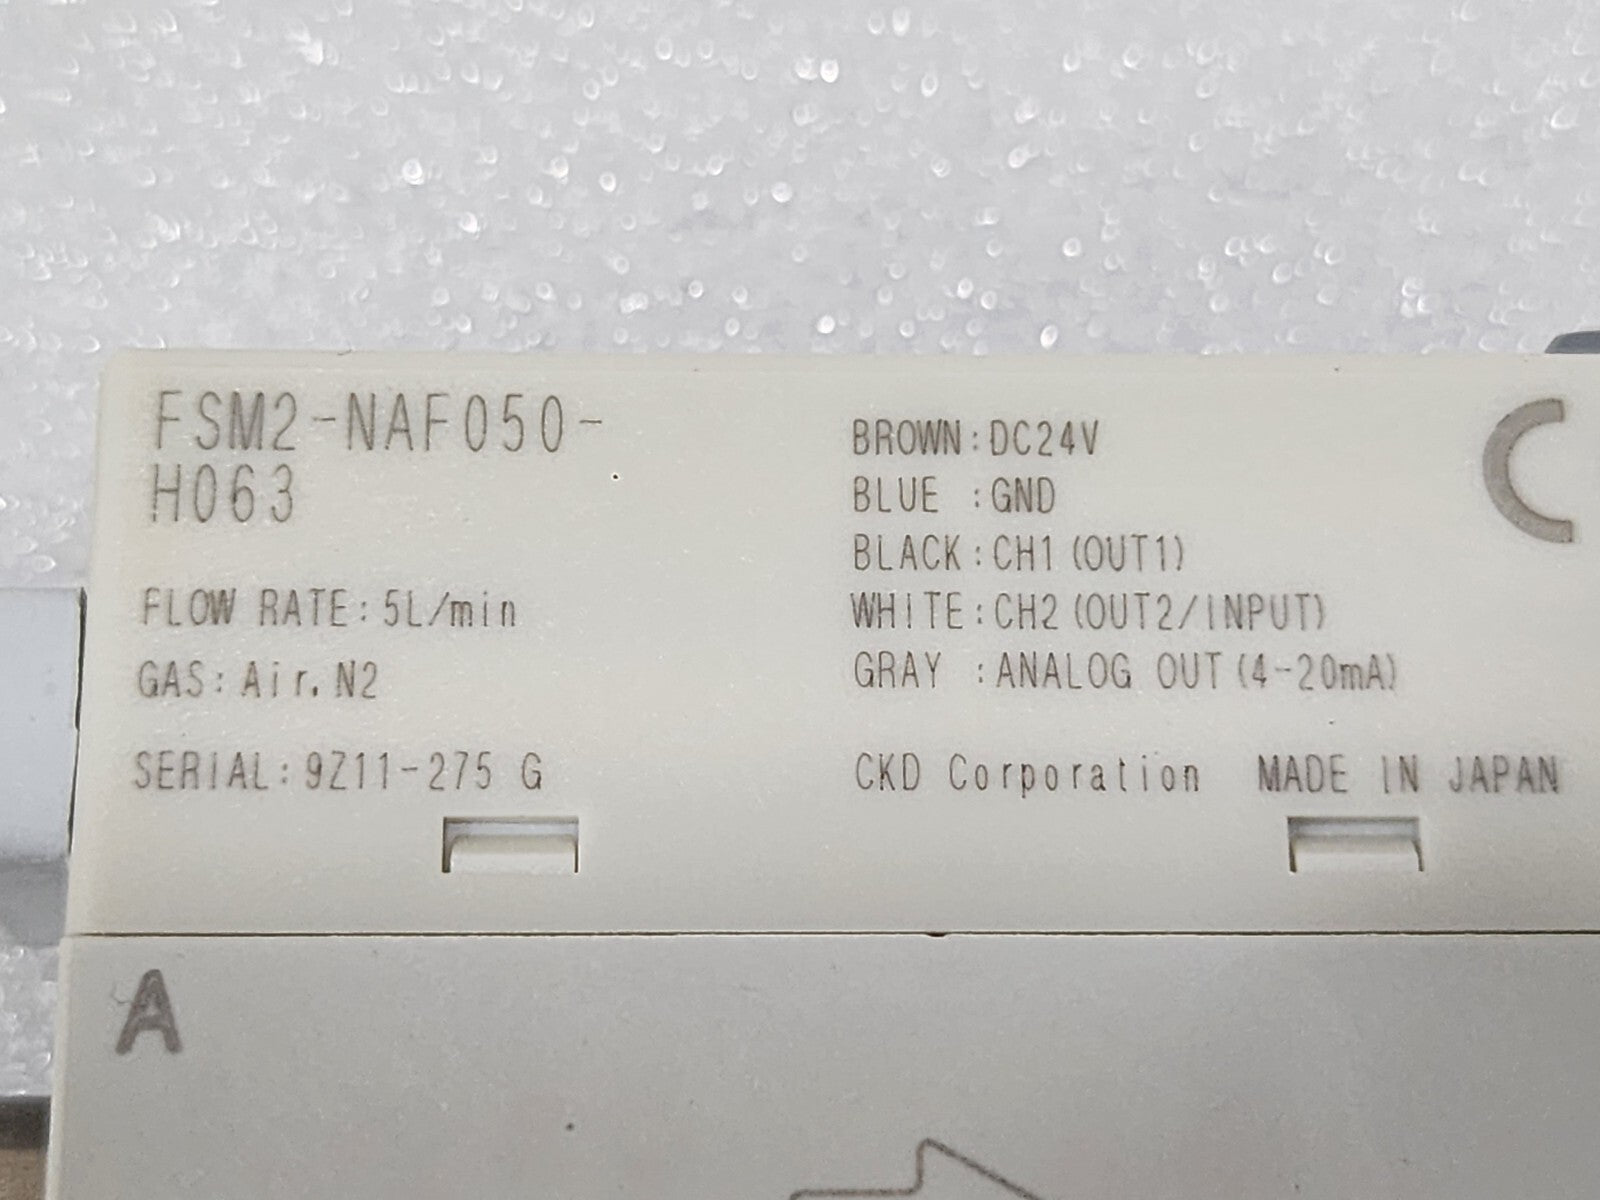 FSM2-NAF050-
H063
FLOW RATE:5L/min
GAS:Air.N2
SERIAL:9Z11-275 G
BROWN:DC24V
BLUE :GND
BLACK:CH1(OUT1)
WHITE:CH2(OUT2/INPUT)
GRAY :ANALOG OUT(4-20mA)
CKD Corporation MADE IN JAPAN
C
A